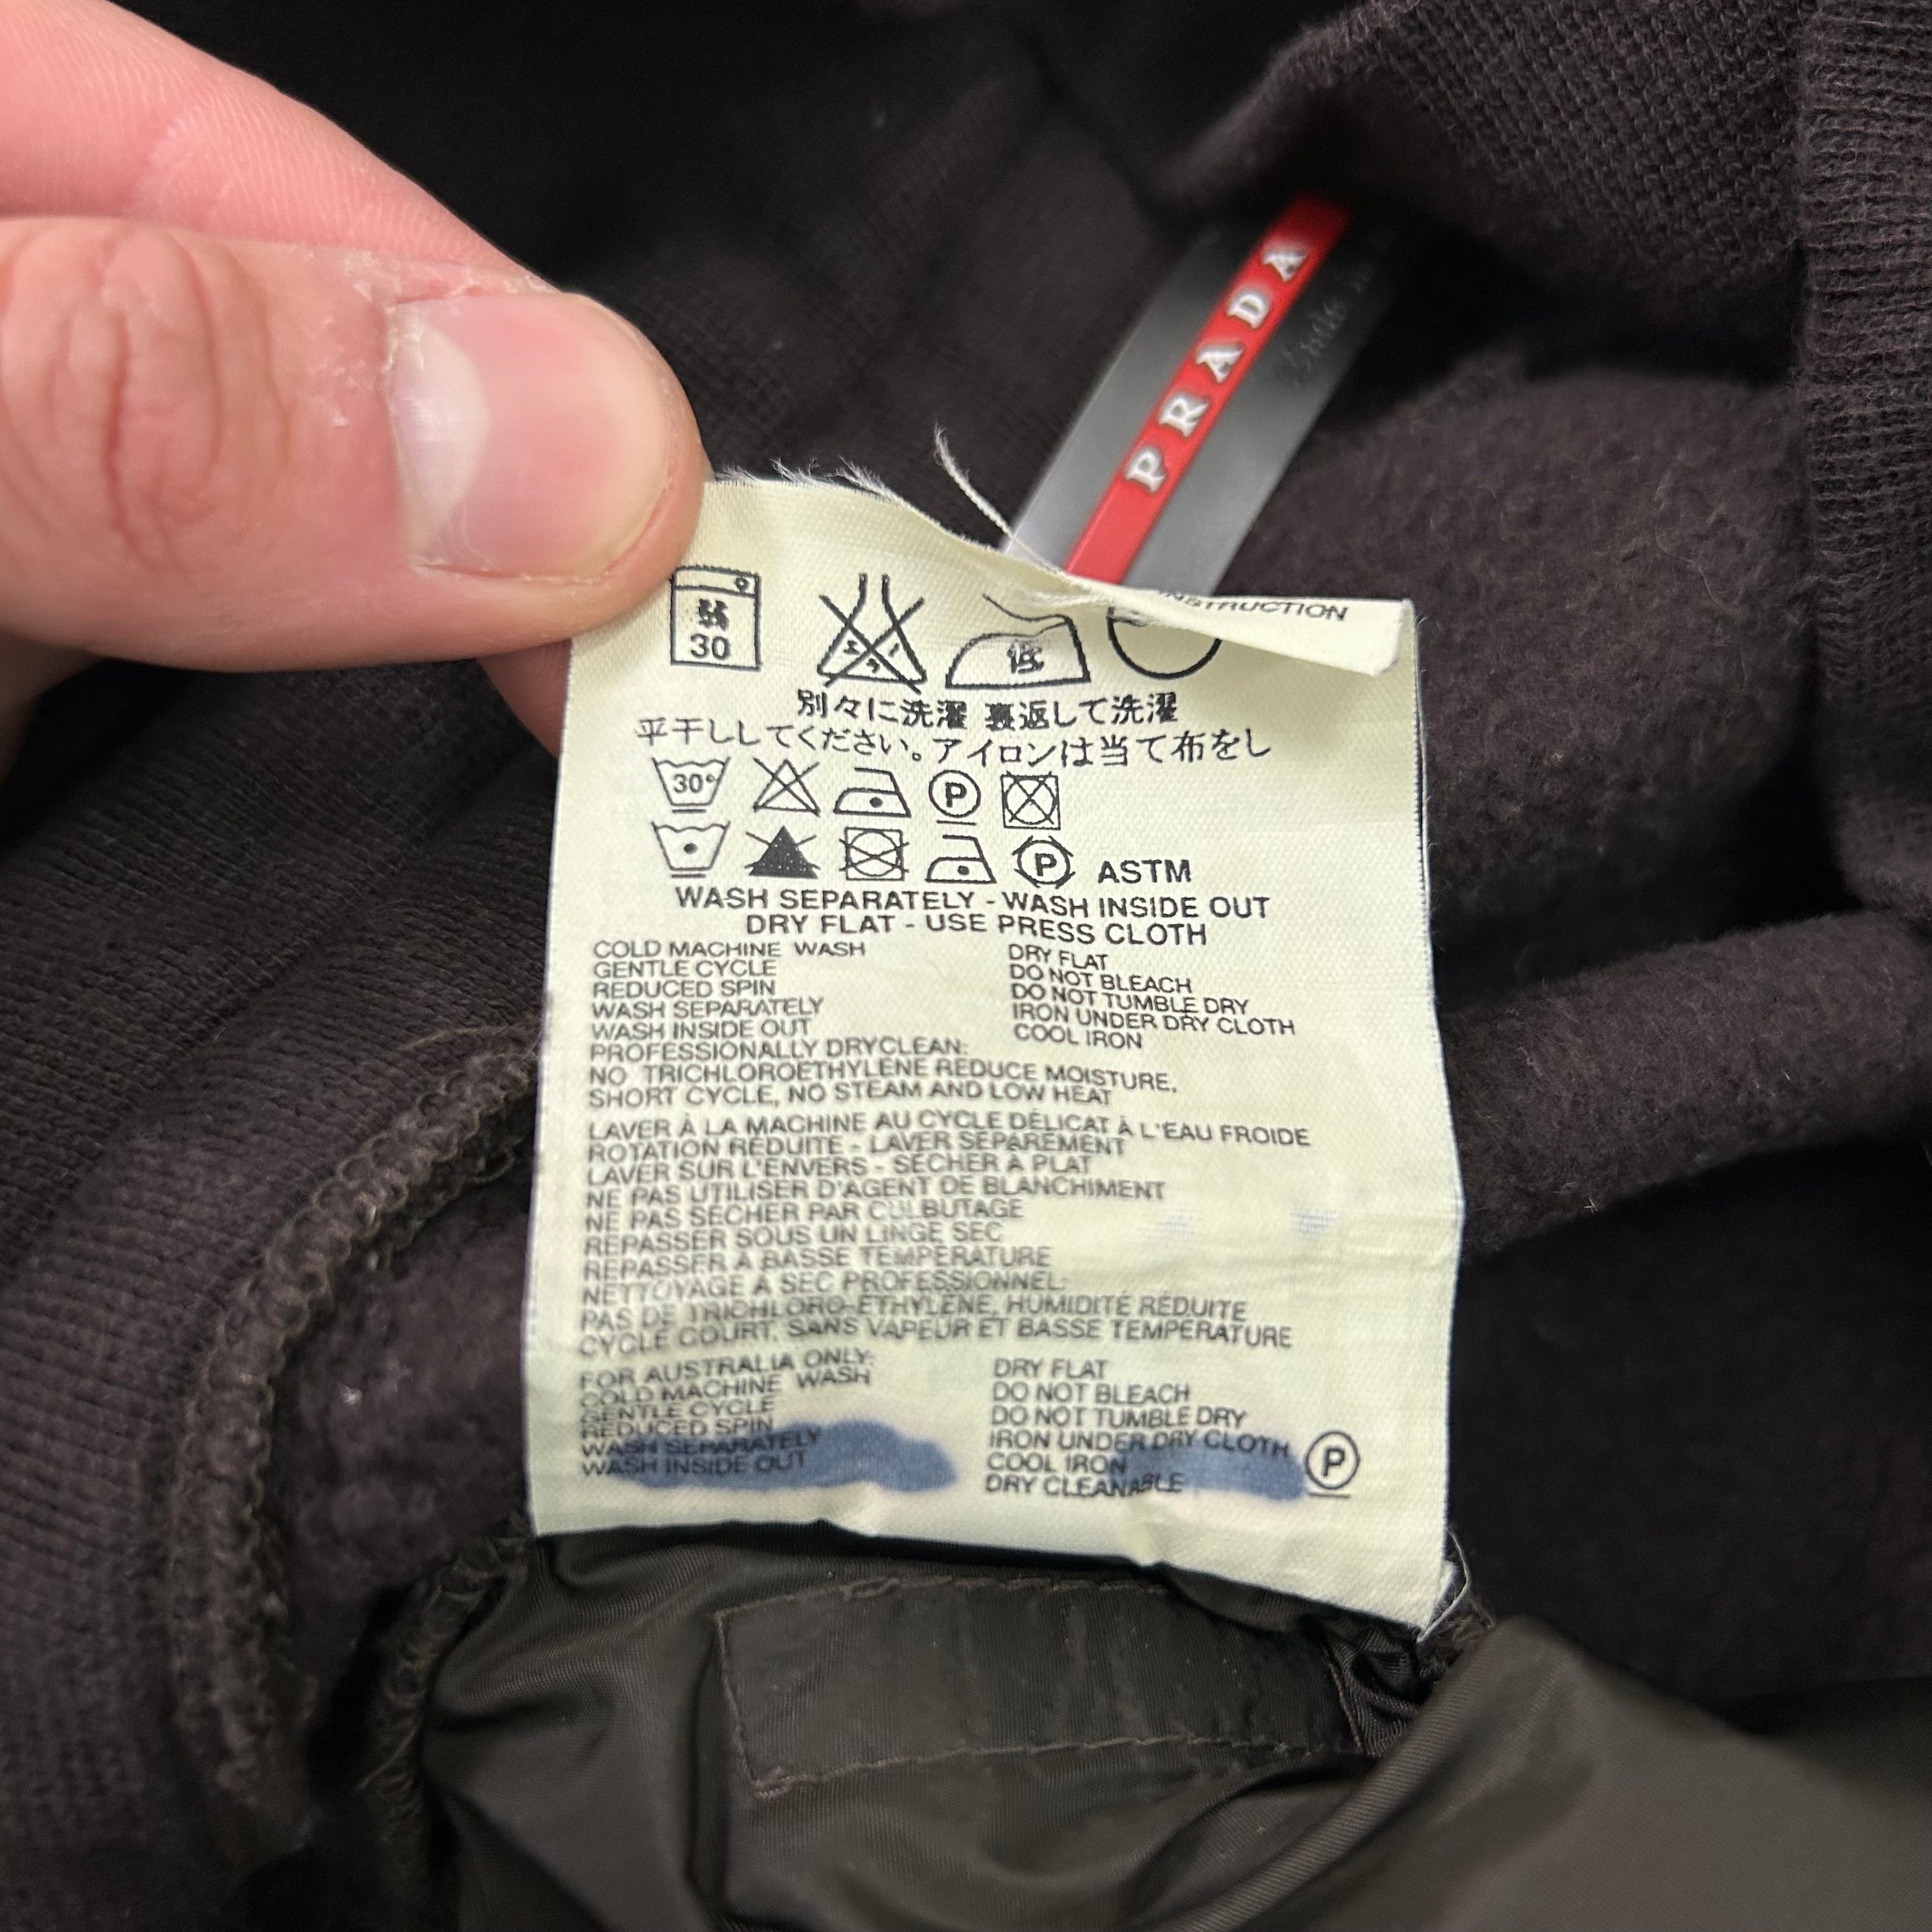 PRADA
NSTRUCTION
弱
30
低
別々に洗濯 裏返して洗濯
平干ししてください。アイロンは当て布をし
30° P
P ASTM
WASH SEPARATELY - WASH INSIDE OUT
DRY FLAT - USE PRESS CLOTH
COLD MACHINE WASH
GENTLE CYCLE
REDUCED SPIN
WASH SEPARATELY
WASH INSIDE OUT
DRY FLAT
DO NOT BLEACH
DO NOT TUMBLE DRY
IRON UNDER DRY CLOTH
COOL IRON
PROFESSIONALLY DRYCLEAN:
NO TRICHLOROETHYLENE REDUCE MOISTURE,
SHORT CYCLE, NO STEAM AND LOW HEAT
LAVER À LA MACHINE AU CYCLE DÉLICAT À L'EAU FROIDE
ROTATION RÉDUITE - LAVER SÉPARÉMENT
LAVER SUR L'ENVERS - SÉCHER À PLAT
NE PAS UTILISER D'AGENT DE BLANCHIMENT
NE PAS SÉCHER PAR CULBUTAGE
REPASSER SOUS UN LINGE SEC
REPASSER À BASSE TEMPÉRATURE
NETTOYAGE À SEC PROFESSIONNEL:
PAS DE TRICHLORO-ÉTHYLÈNE, HUMIDITÉ RÉDUITE
CYCLE COURT, SANS VAPEUR ET BASSE TEMPÉRATURE
FOR AUSTRALIA ONLY:
COLD MACHINE WASH
GENTLE CYCLE
REDUCED SPIN
WASH SEPARATELY
WASH INSIDE OUT
DRY FLAT
DO NOT BLEACH
DO NOT TUMBLE DRY
IRON UNDER DRY CLOTH
COOL IRON
DRY CLEANABLE
P